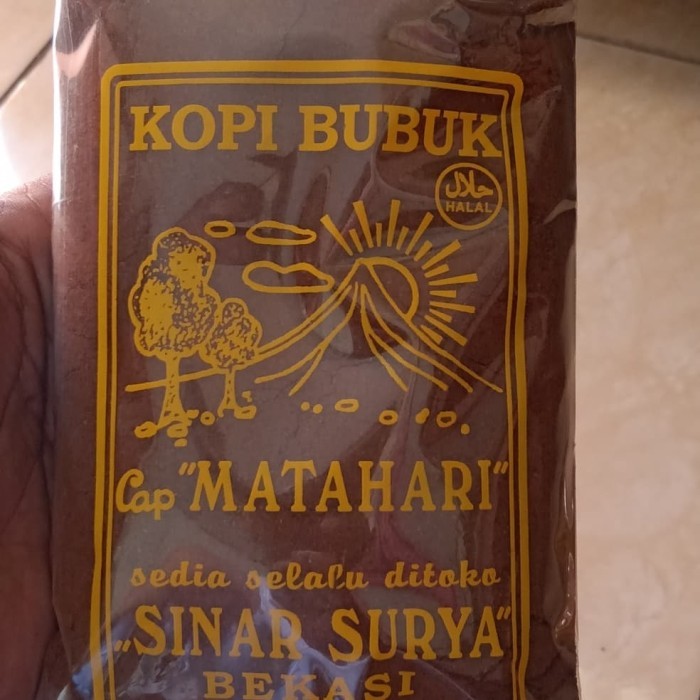 KOPI BUBUK
حلال
HALAL
Cap "MATAHARI"
sedia selalu ditoko
„SINAR SURYA"
BEKASI